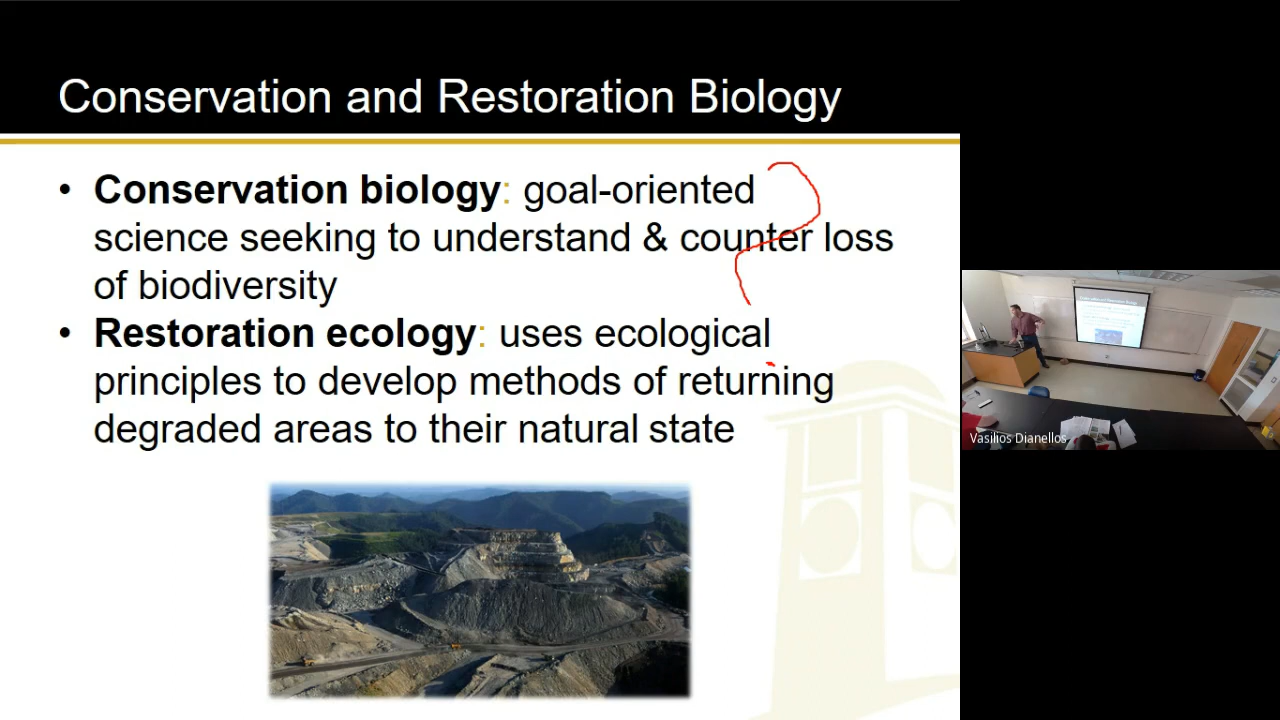 Conservation and Restoration Biology
• Conservation biology: goal-oriented
science seeking to understand & counter loss
of biodiversity
• Restoration ecology: uses ecological
principles to develop methods of returning
degraded areas to their natural state
Vasilios Dianellos